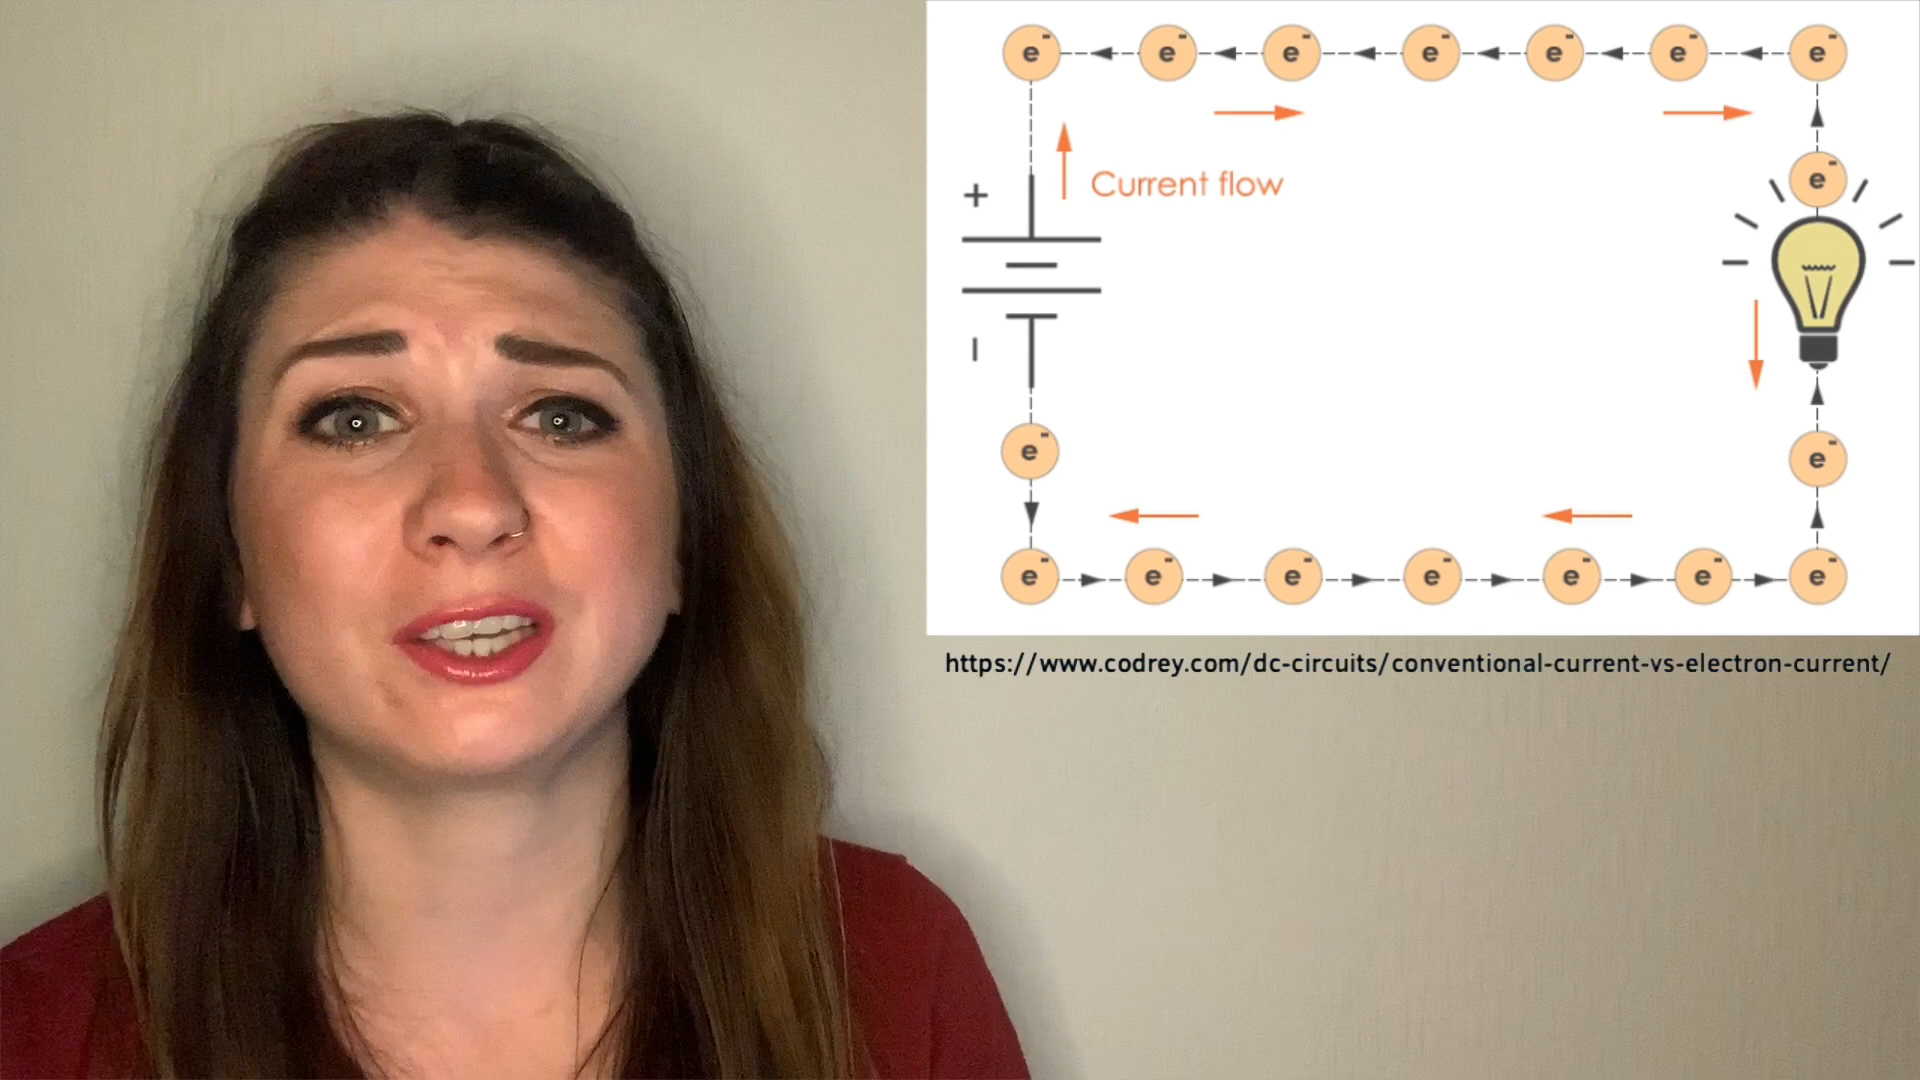 e- e- e- e- e- e- e-
e-
+
Current flow
-
e- e-
e- e- e- e- e- e- e-
https://www.codrey.com/dc-circuits/conventional-current-vs-electron-current/